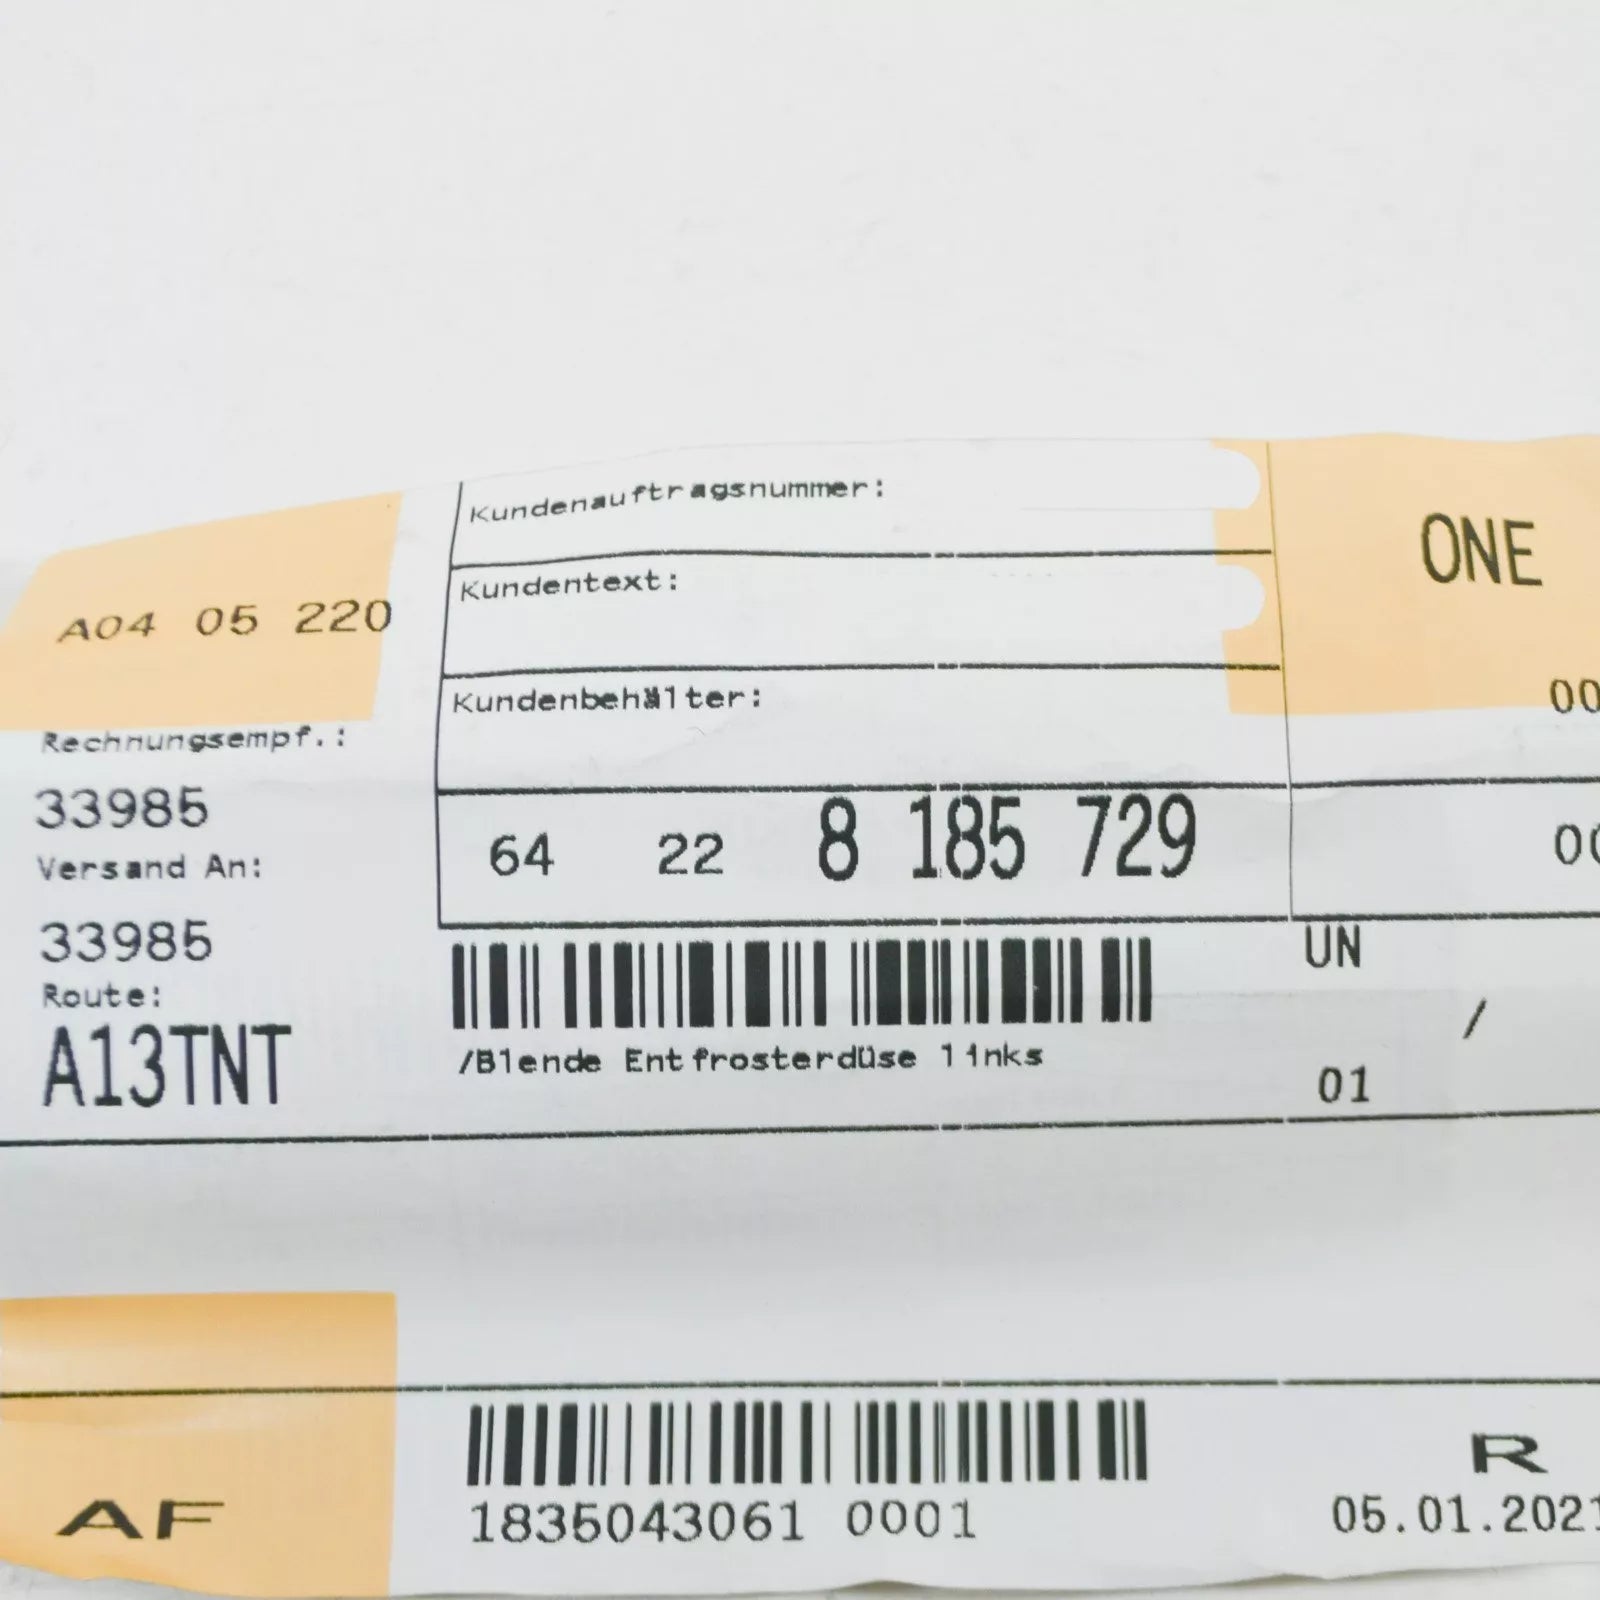 Kundenauftragsnummer:
ONE
A04 05 220
Kundentext:
Kundenbehälter:
00
Rechnungsempf.:
33985
64 22 8 185 729
00
Versand An:
33985
UN
Route:
A13TNT
/
/Blende Entfrosterdüse links
01
AF
1835043061 0001
R
05.01.2021